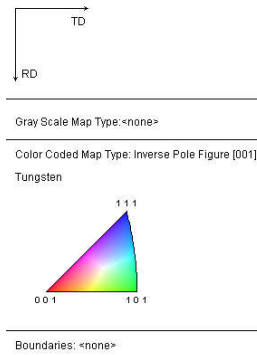 TD
RD
Gray Scale Map Type:<none>
Color Coded Map Type: Inverse Pole Figure [001]
Tungsten
1 1 1
0 0 1
1 0 1
Boundaries: <none>